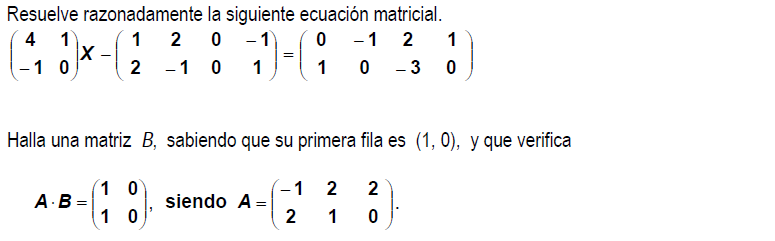 Resuelve razonadamente la siguiente ecuación matricial.
( 4 1 ; −1 0 ) X − ( 1 2 0 −1 ; 2 −1 0 1 ) = ( 0 −1 2 1 ; 1 0 −3 0 )
Halla una matriz B, sabiendo que su primera fila es (1, 0), y que verifica
A · B = ( 1 0 ; 1 0 ), siendo A = ( −1 2 2 ; 2 1 0 ).